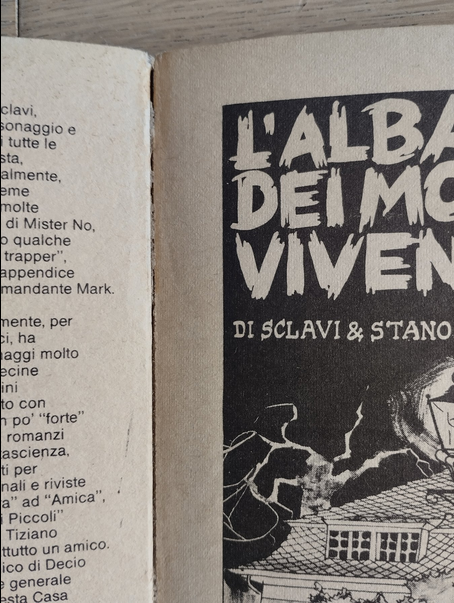 clavi,
sonaggio e
i tutte le
sta,
almente,
eme
molte
di Mister No,
o qualche
trapper",
appendice
mandante Mark.
mente, per
ci, ha
naggi molto
ecine
ini
to con
n po' "forte"
romanzi
ascienza,
ti per
nali e riviste
a" ad "Amica",
i Piccoli"
Tiziano
ttutto un amico.
ico di Decio
e generale
esta Casa
L'ALBA
DEI MO
VIVEN
DI SCLAVI & STANO